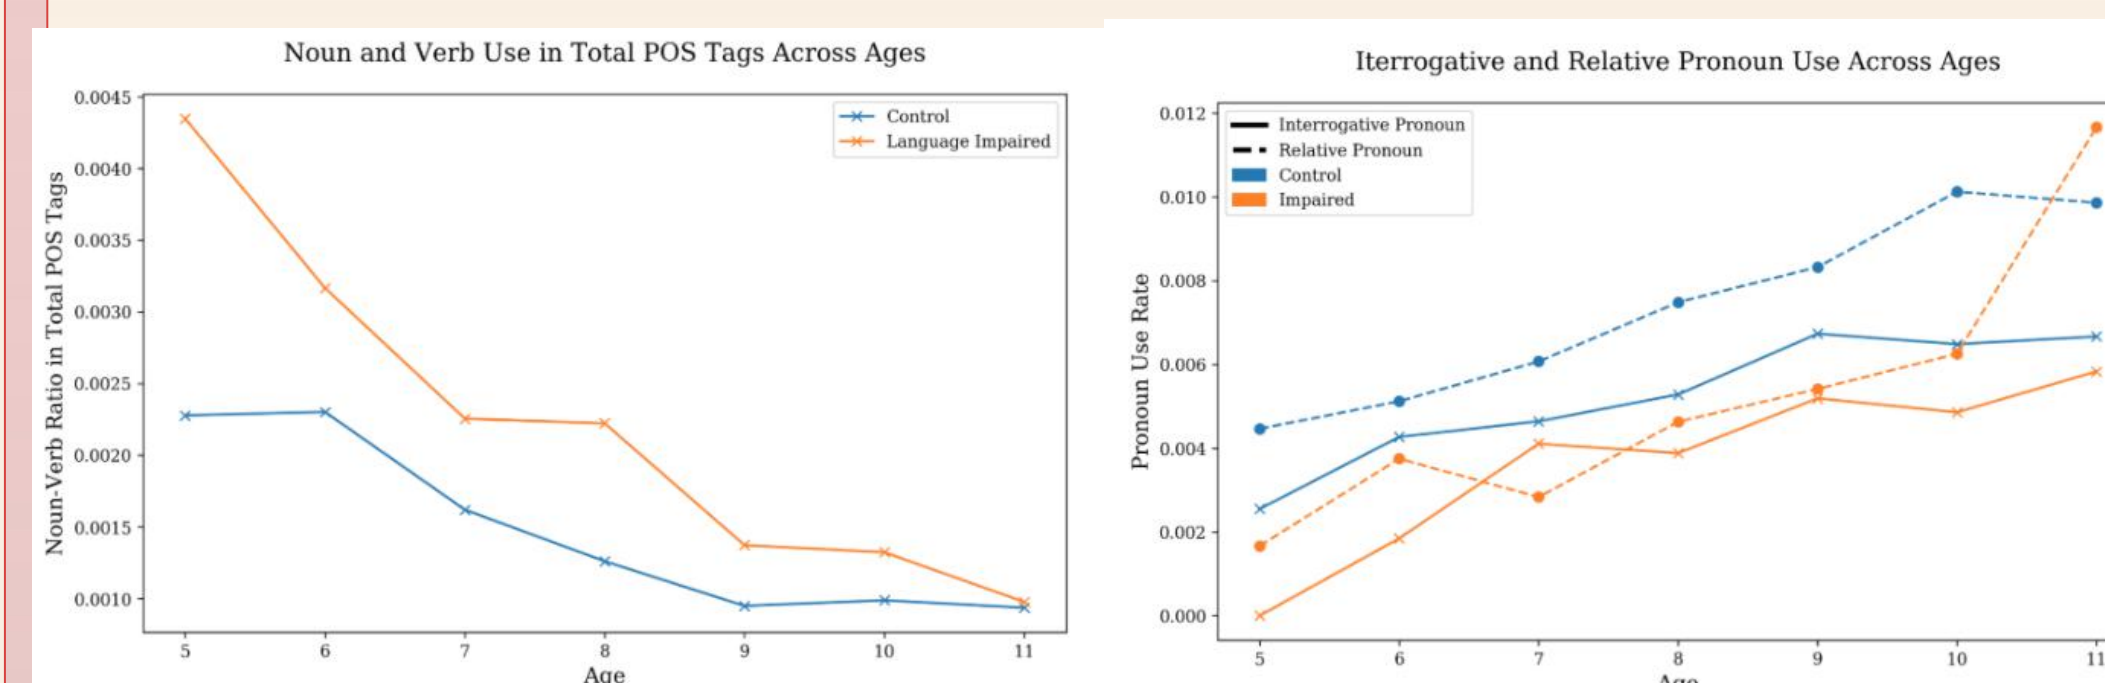 Noun and Verb Use in Total POS Tags Across Ages
Noun-Verb Ratio in Total POS Tags
0.0045
0.0040
0.0035
0.0030
0.0025
0.0020
0.0015
0.0010
Control
Language Impaired
5 6 7 8 9 10 11
Age
Iterrogative and Relative Pronoun Use Across Ages
Pronoun Use Rate
0.012
0.010
0.008
0.006
0.004
0.002
0.000
Interrogative Pronoun
Relative Pronoun
Control
Impaired
5 6 7 8 9 10 11
Age